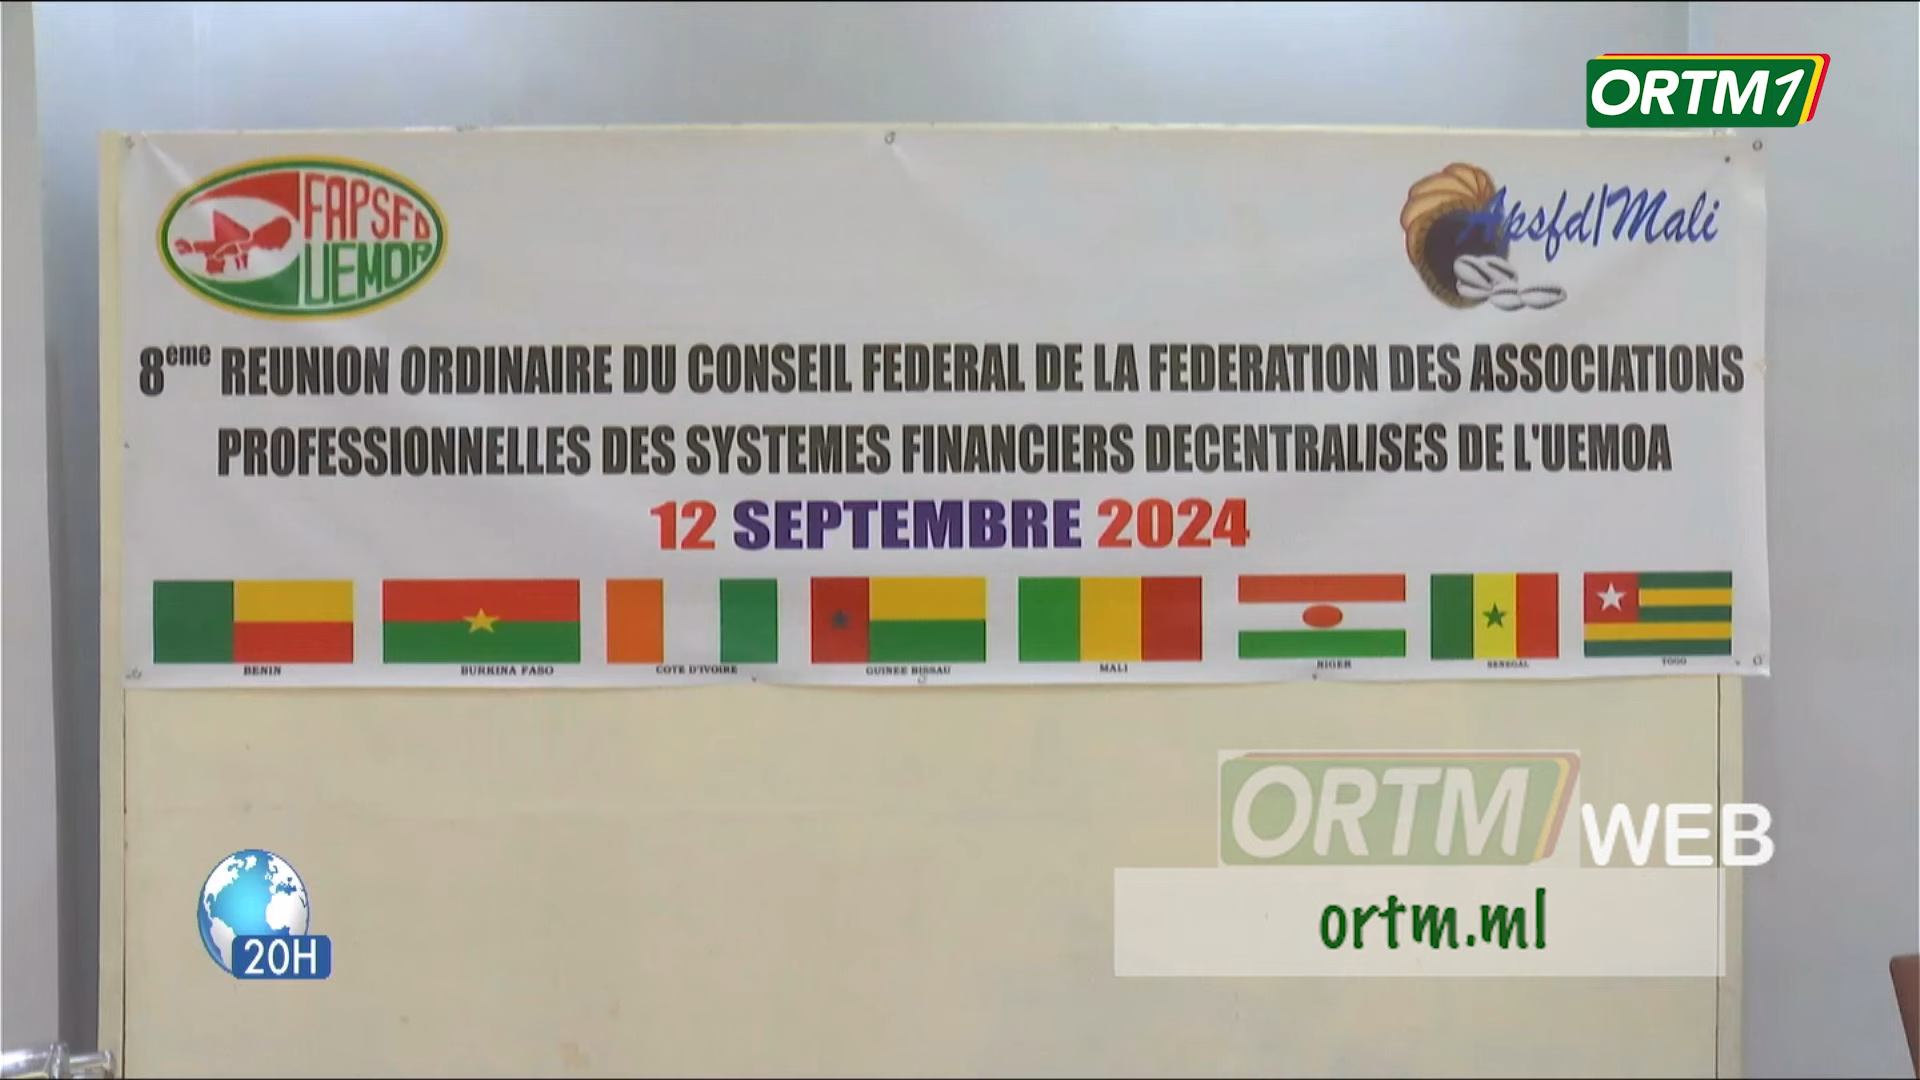 ORTM1
FAPSFD
UEMOA
Apsfd/Mali
8ème REUNION ORDINAIRE DU CONSEIL FEDERAL DE LA FEDERATION DES ASSOCIATIONS
PROFESSIONNELLES DES SYSTEMES FINANCIERS DECENTRALISES DE L'UEMOA
12 SEPTEMBRE 2024
BENIN
BURKINA FASO
COTE D'IVOIRE
GUINEE BISSAU
MALI
NIGER
SENEGAL
TOGO
ORTM WEB
ortm.ml
20H